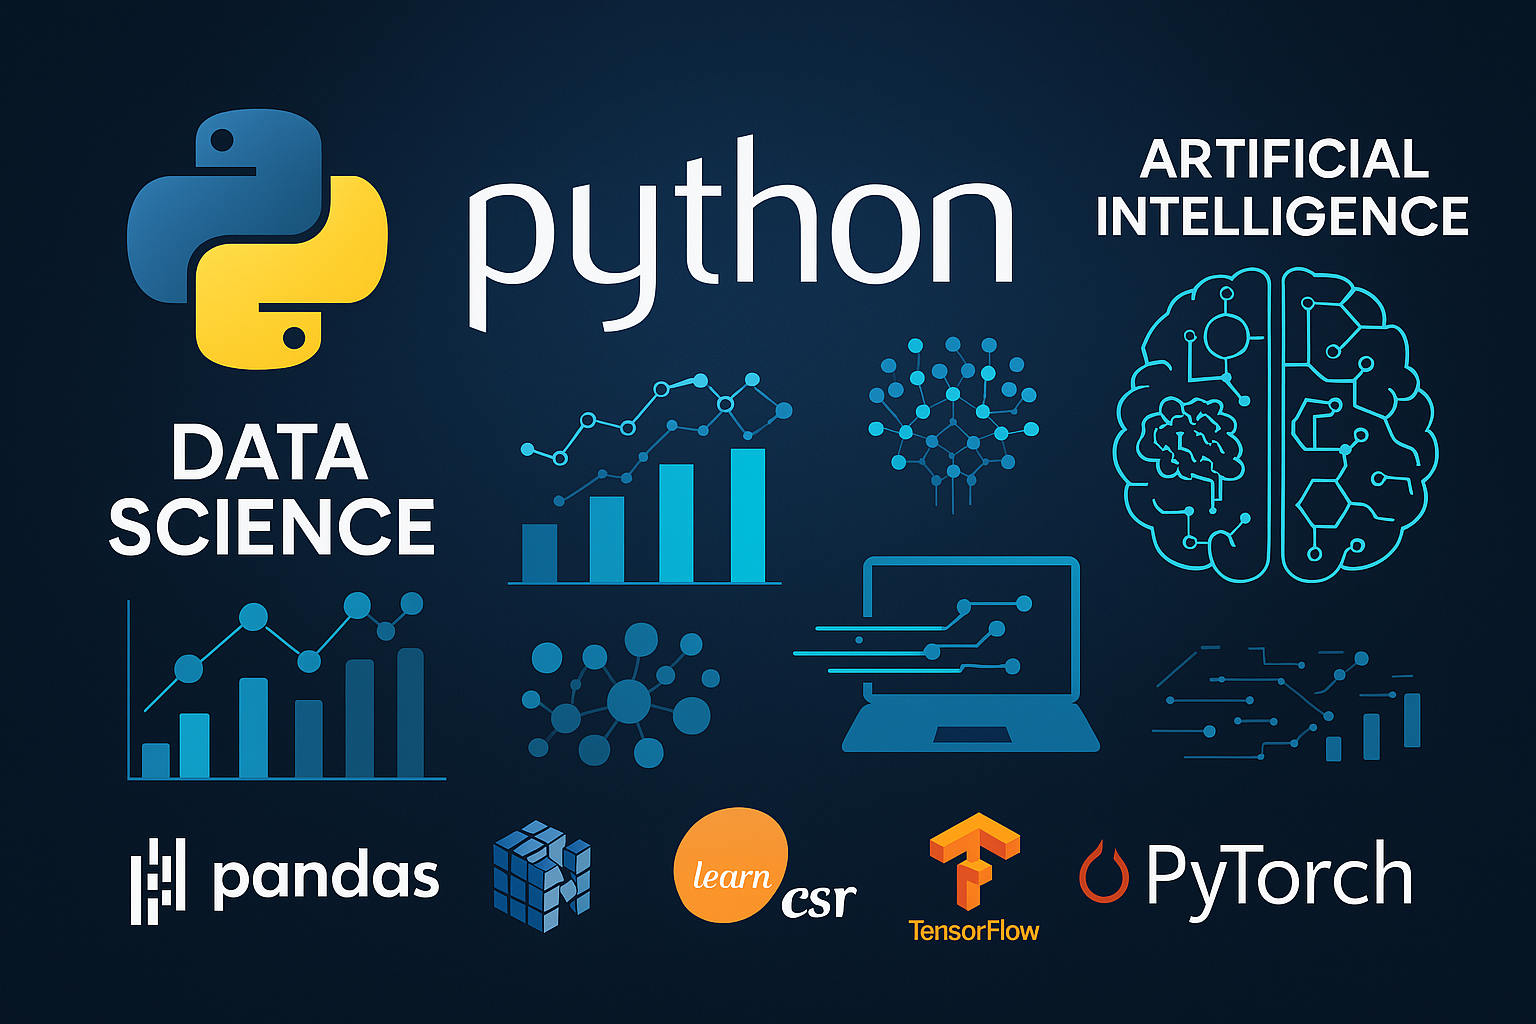 python
ARTIFICIAL
INTELLIGENCE
DATA
SCIENCE
pandas
learn
csr
TensorFlow
PyTorch